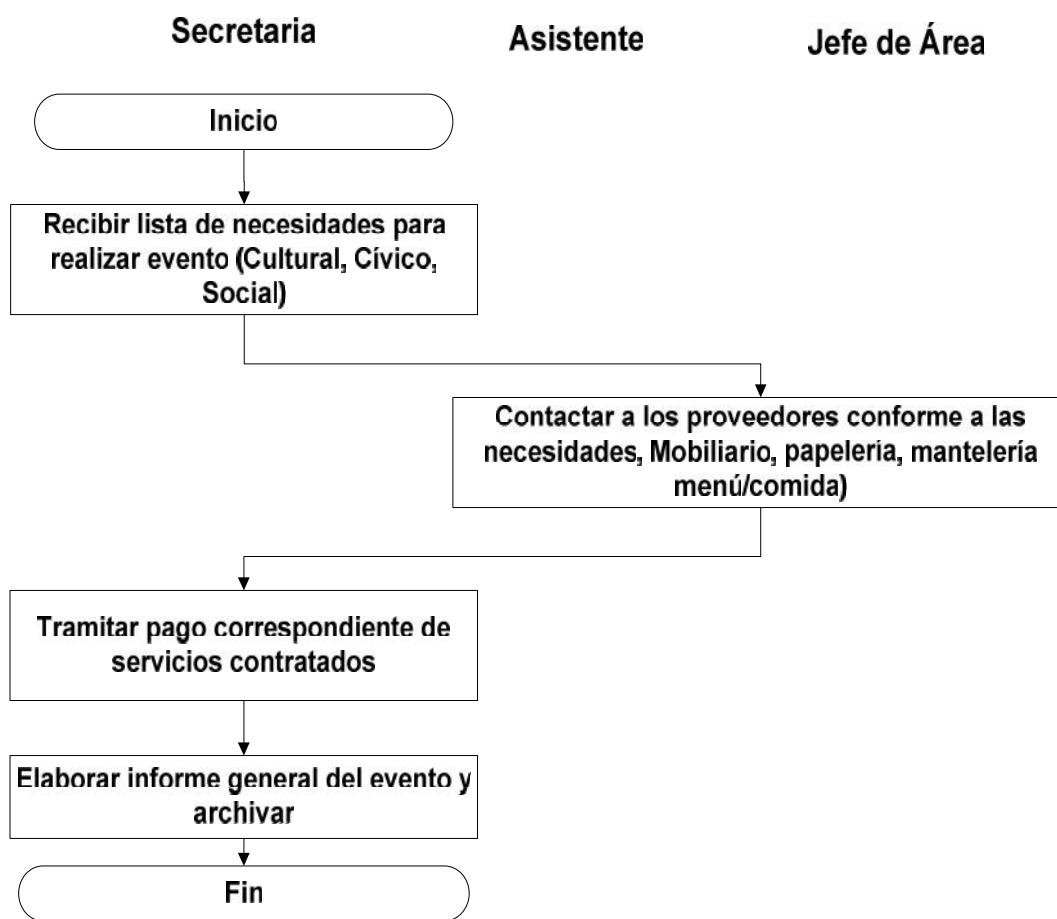 Secretaria
Asistente
Jefe de Área
Inicio
Recibir lista de necesidades para
realizar evento (Cultural, Cívico,
Social)
Contactar a los proveedores conforme a las
necesidades, Mobiliario, papelería, mantelería
menú/comida)
Tramitar pago correspondiente de
servicios contratados
Elaborar informe general del evento y
archivar
Fin